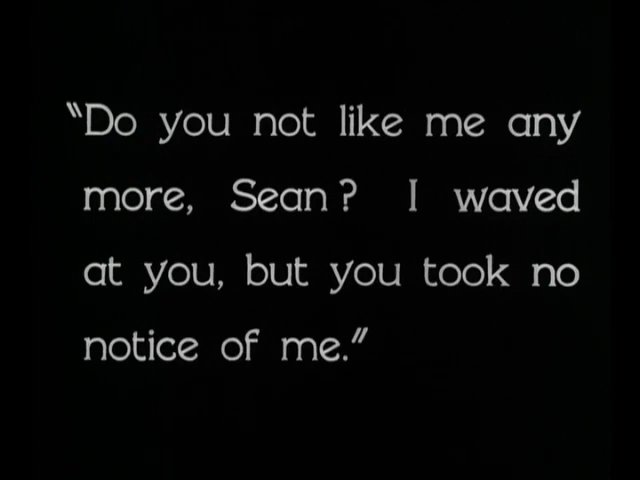 "Do you not like me any
more, Sean? I waved
at you, but you took no
notice of me."